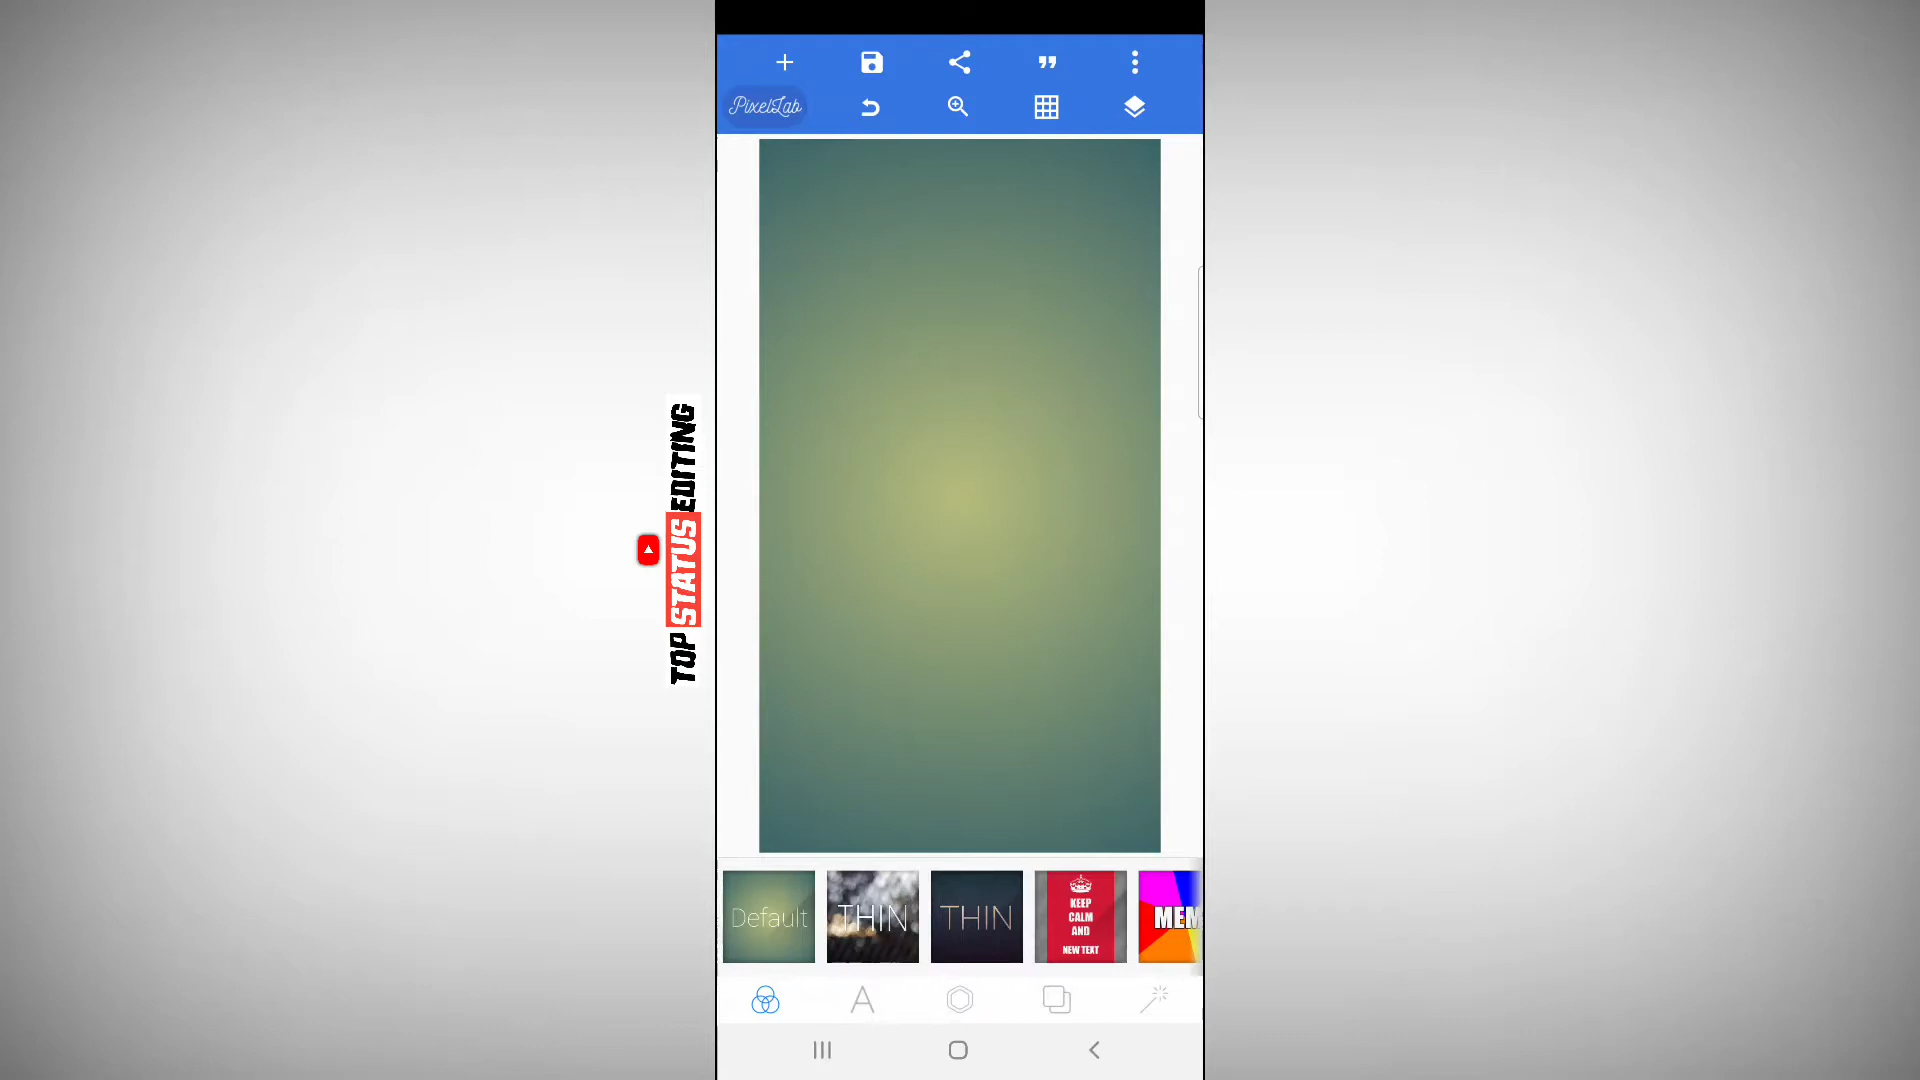 PixelLab
TOP STATUS EDITING
Default
THIN
THIN
KEEP
CALM
AND
NEW TEXT
MEM